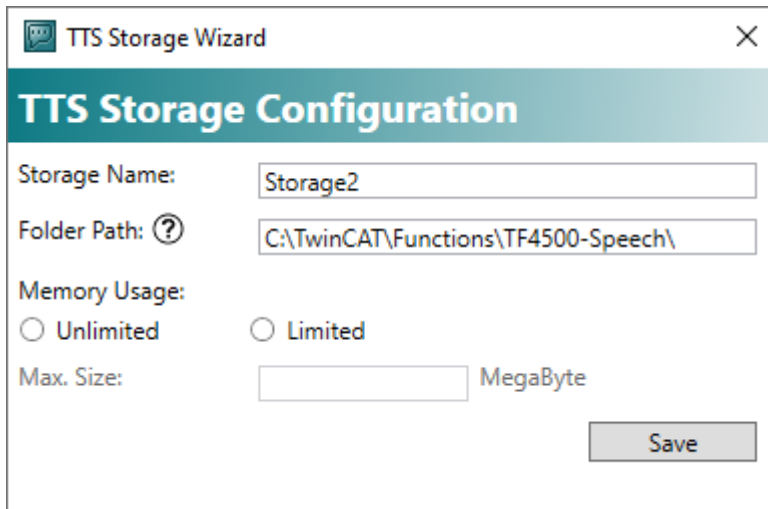 TTS Storage Wizard
TTS Storage Configuration
Storage Name: Storage2
Folder Path: ? C:\TwinCAT\Functions\TF4500-Speech\
Memory Usage:
Unlimited Limited
Max. Size: MegaByte
Save